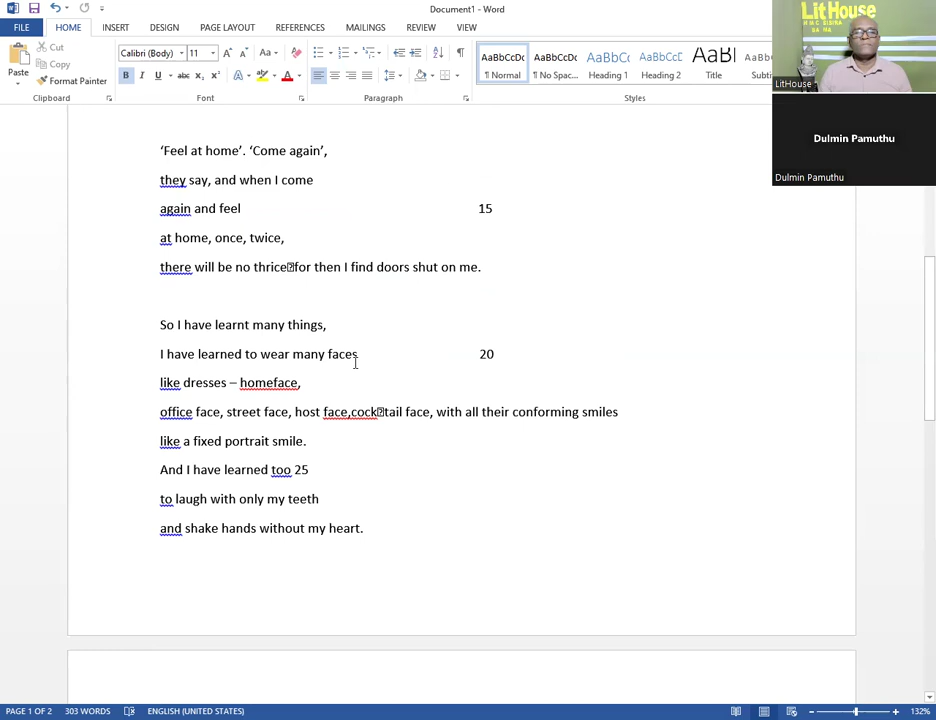 Document1 - Word
FILE
HOME
INSERT
DESIGN
PAGE LAYOUT
REFERENCES
MAILINGS
REVIEW
VIEW
Paste
Cut
Copy
Format Painter
Clipboard
Calibri (Body)
11
Font
Paragraph
AaBbCcDc
¶ Normal
AaBbCcDc
¶ No Spac...
AaBbCc
Heading 1
AaBbCcD
Heading 2
AaBl
Title
AaBbC
Subti
Styles
LitHouse
LitHouse
Dulmin Pamuthu
Dulmin Pamuthu
‘Feel at home’. ‘Come again’,
they say, and when I come
again and feel 15
at home, once, twice,
there will be no thrice?for then I find doors shut on me.
So I have learnt many things,
I have learned to wear many faces 20
like dresses – homeface,
office face, street face, host face,cock?tail face, with all their conforming smiles
like a fixed portrait smile.
And I have learned too 25
to laugh with only my teeth
and shake hands without my heart.
PAGE 1 OF 2
303 WORDS
ENGLISH (UNITED STATES)
132%